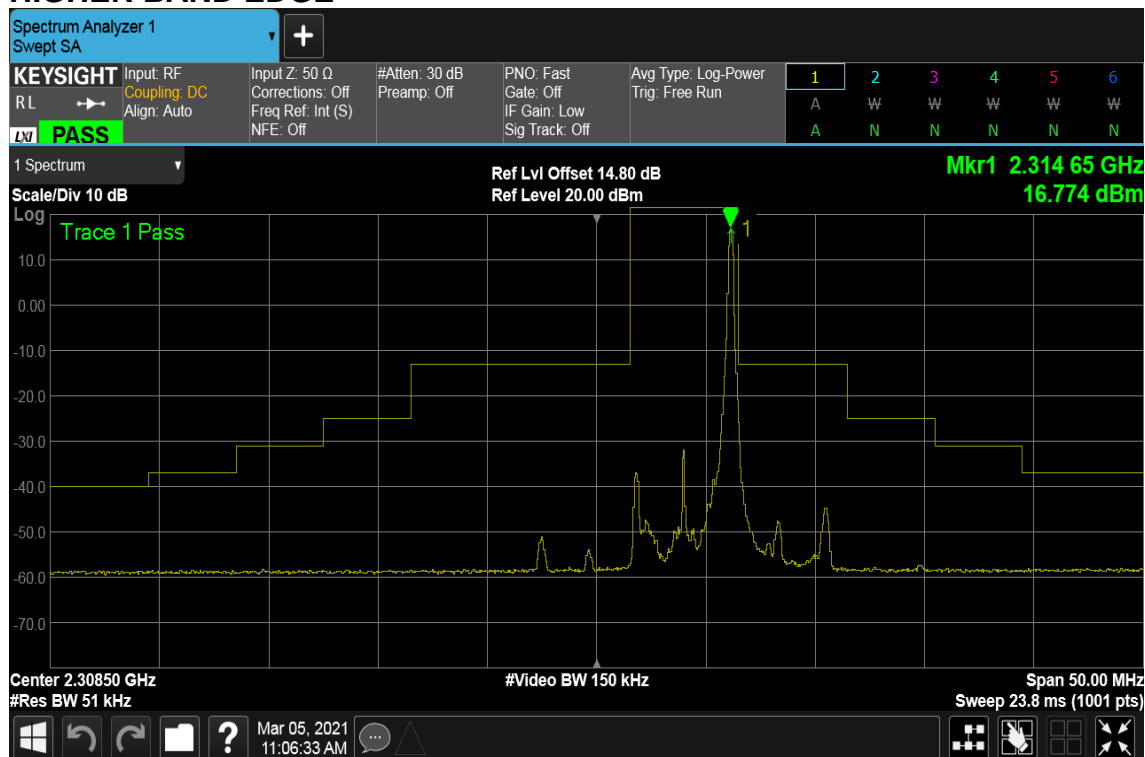 HIGHER BAND EDGE
Spectrum Analyzer 1
Swept SA
KEYSIGHT
RL
LXI PASS
Input: RF
Coupling: DC
Align: Auto
Input Z: 50 Ω
Corrections: Off
Freq Ref: Int (S)
NFE: Off
#Atten: 30 dB
Preamp: Off
PNO: Fast
Gate: Off
IF Gain: Low
Sig Track: Off
Avg Type: Log-Power
Trig: Free Run
1 2 3 4 5 6
A W W W W W
A N N N N N
1 Spectrum
Scale/Div 10 dB
Ref Lvl Offset 14.80 dB
Ref Level 20.00 dBm
Mkr1 2.314 65 GHz
16.774 dBm
Log
Trace 1 Pass
1
10.0
0.00
-10.0
-20.0
-30.0
-40.0
-50.0
-60.0
-70.0
Center 2.30850 GHz
#Video BW 150 kHz
Span 50.00 MHz
#Res BW 51 kHz
Sweep 23.8 ms (1001 pts)
?
Mar 05, 2021
11:06:33 AM